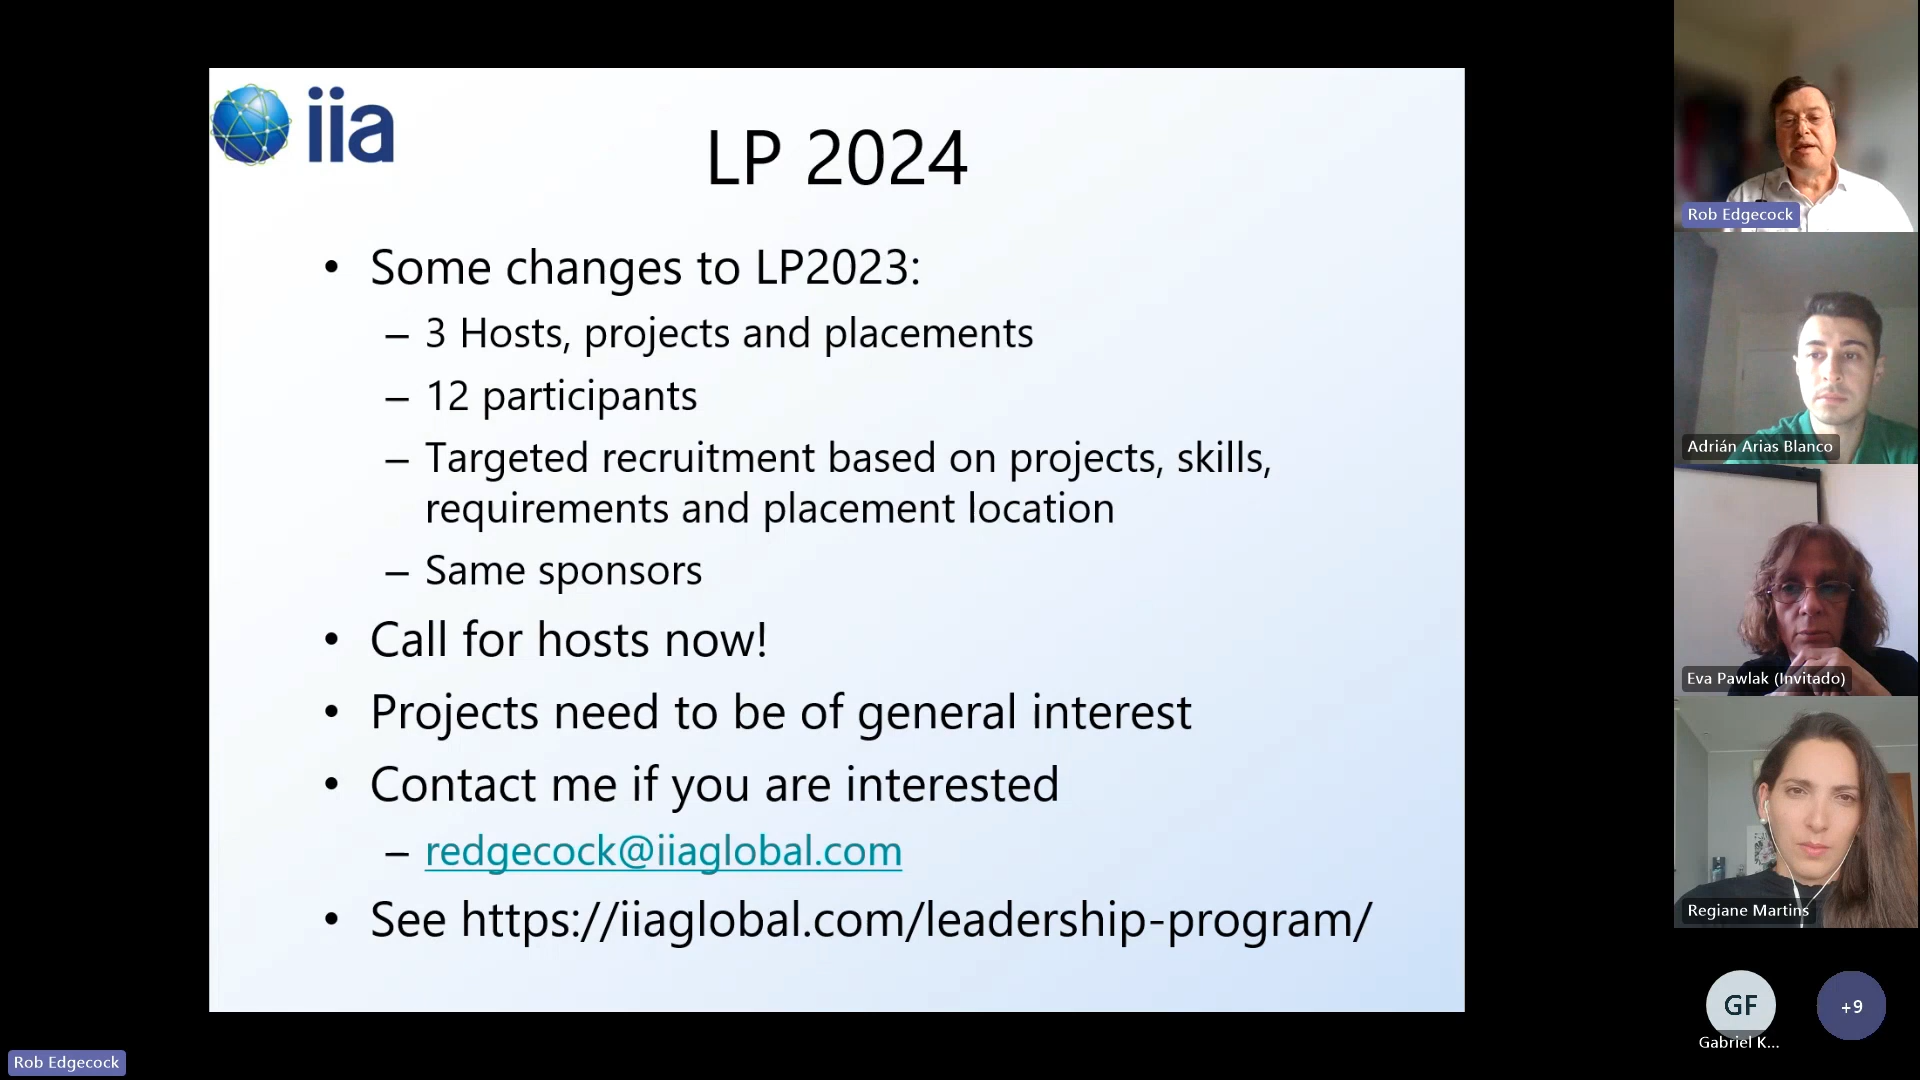 iia
LP 2024
• Some changes to LP2023:
– 3 Hosts, projects and placements
– 12 participants
– Targeted recruitment based on projects, skills,
requirements and placement location
– Same sponsors
• Call for hosts now!
• Projects need to be of general interest
• Contact me if you are interested
– redgecock@iiaglobal.com
• See https://iiaglobal.com/leadership-program/
Rob Edgecock
Adrián Arias Blanco
Eva Pawlak (Invitado)
Regiane Martins
GF
Gabriel K...
+9
Rob Edgecock